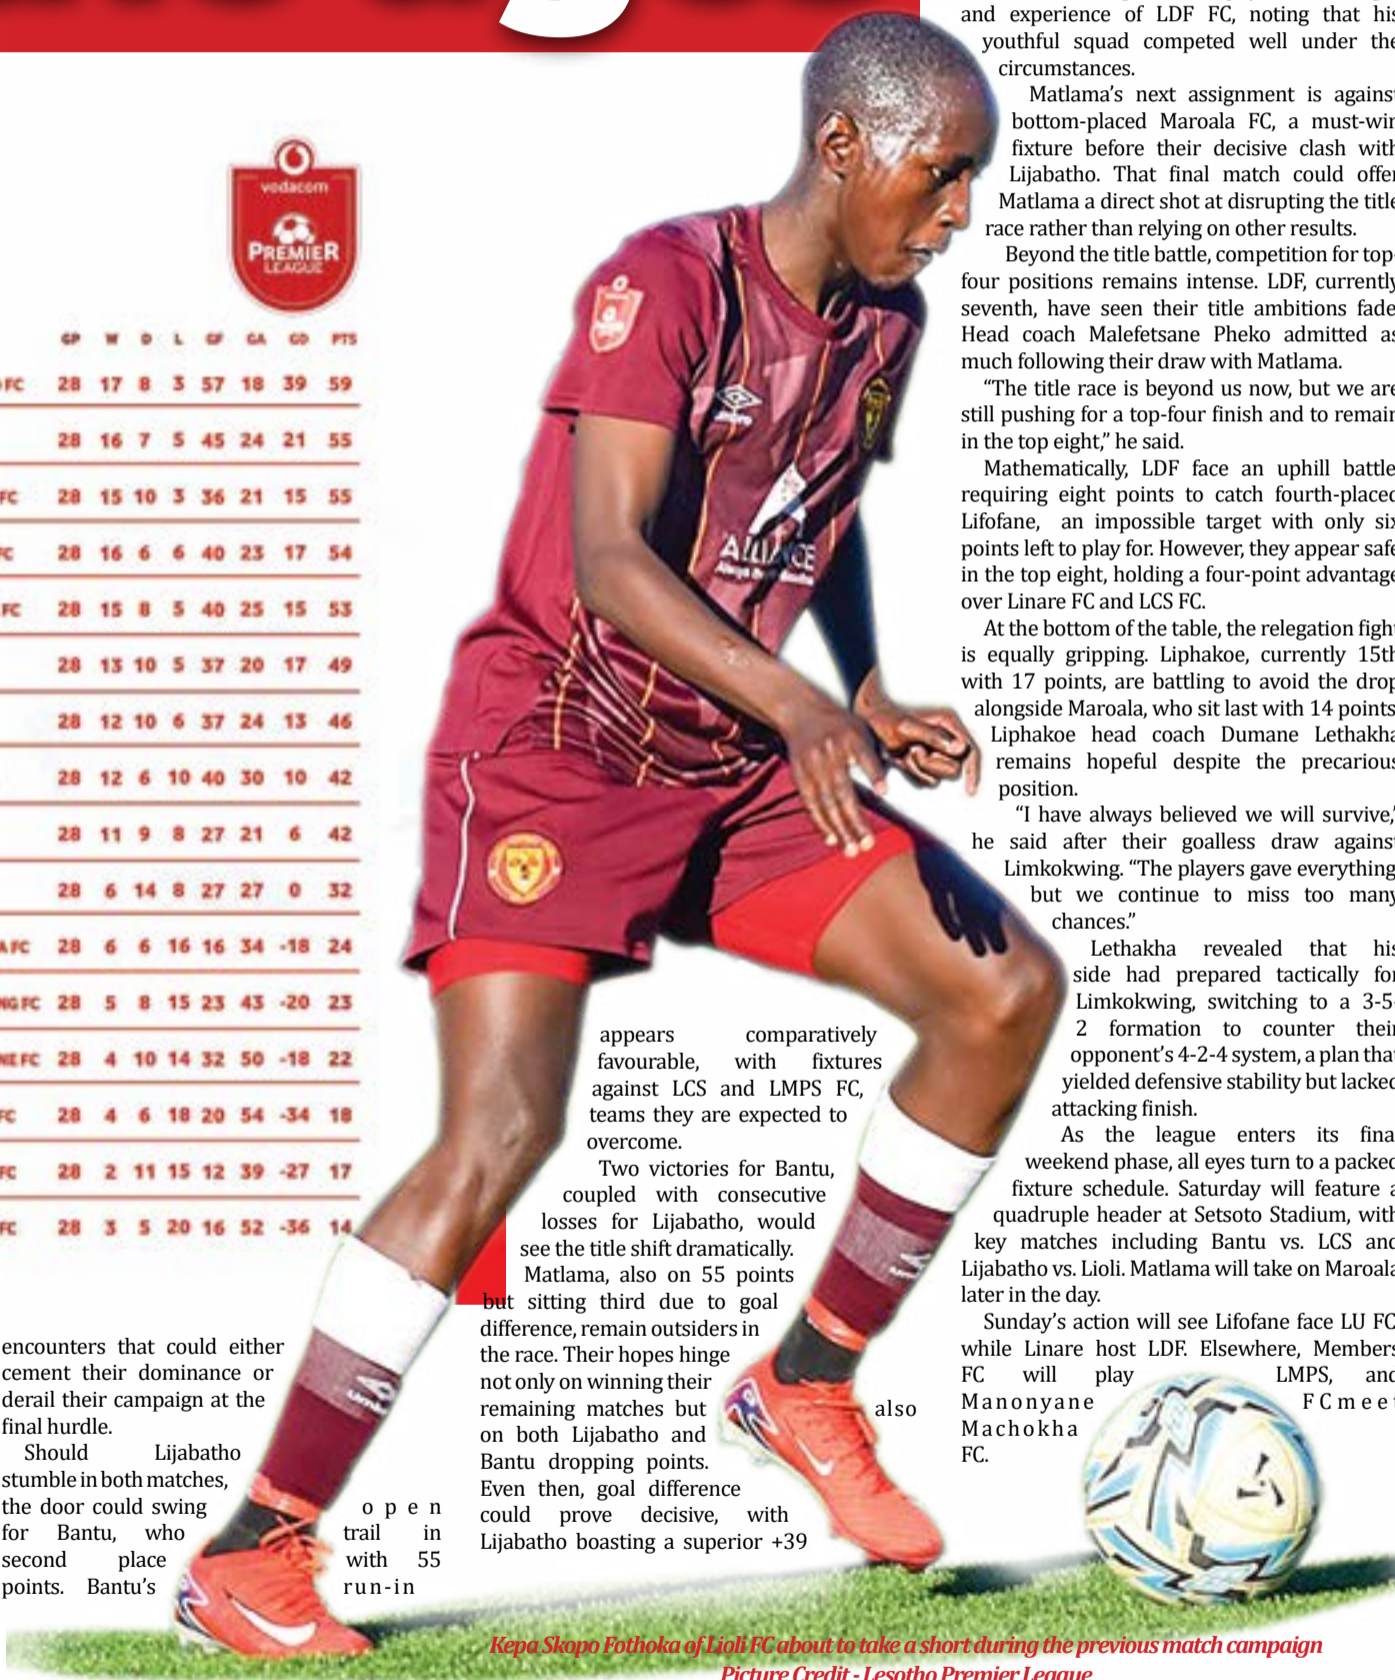 vodacom
PREMIER
LEAGUE
GP W D L GF GA GD PTS
FC 28 17 8 3 57 18 39 59
28 16 7 5 45 24 21 55
FC 28 15 10 3 36 21 15 55
FC 28 16 6 6 40 23 17 54
FC 28 15 8 5 40 25 15 53
28 13 10 5 37 20 17 49
28 12 10 6 37 24 13 46
28 12 6 10 40 30 10 42
28 11 9 8 27 21 6 42
28 6 14 8 27 27 0 32
A FC 28 6 6 16 16 34 -18 24
NG FC 28 5 8 15 23 43 -20 23
NE FC 28 4 10 14 32 50 -18 22
FC 28 4 6 18 20 54 -34 18
FC 28 2 11 15 12 39 -27 17
FC 28 3 5 20 16 52 -36 14
encounters that could either
cement their dominance or
derail their campaign at the
final hurdle.
Should Lijabatho
stumble in both matches,
the door could swing open
for Bantu, who trail in
second place with 55
points. Bantu's run-in
appears comparatively
favourable, with fixtures
against LCS and LMPS FC,
teams they are expected to
overcome.
Two victories for Bantu,
coupled with consecutive
losses for Lijabatho, would
see the title shift dramatically.
Matlama, also on 55 points
but sitting third due to goal
difference, remain outsiders in
the race. Their hopes hinge
not only on winning their
remaining matches but also
on both Lijabatho and
Bantu dropping points.
Even then, goal difference
could prove decisive, with
Lijabatho boasting a superior +39
and experience of LDF FC, noting that his
youthful squad competed well under the
circumstances.
Matlama's next assignment is against
bottom-placed Maroala FC, a must-win
fixture before their decisive clash with
Lijabatho. That final match could offer
Matlama a direct shot at disrupting the title
race rather than relying on other results.
Beyond the title battle, competition for top-
four positions remains intense. LDF, currently
seventh, have seen their title ambitions fade
Head coach Malefetsane Pheko admitted as
much following their draw with Matlama.
“The title race is beyond us now, but we are
still pushing for a top-four finish and to remain
in the top eight,” he said.
Mathematically, LDF face an uphill battle
requiring eight points to catch fourth-placed
Lifofane, an impossible target with only six
points left to play for. However, they appear safe
in the top eight, holding a four-point advantage
over Linare FC and LCS FC.
At the bottom of the table, the relegation fight
is equally gripping. Liphakoe, currently 15th
with 17 points, are battling to avoid the drop
alongside Maroala, who sit last with 14 points
Liphakoe head coach Dumane Lethakha
remains hopeful despite the precarious
position.
“I have always believed we will survive,”
he said after their goalless draw against
Limkokwing. “The players gave everything
but we continue to miss too many
chances.”
Lethakha revealed that his
side had prepared tactically for
Limkokwing, switching to a 3-5-
2 formation to counter their
opponent's 4-2-4 system, a plan that
yielded defensive stability but lacked
attacking finish.
As the league enters its final
weekend phase, all eyes turn to a packed
fixture schedule. Saturday will feature a
quadruple header at Setsoto Stadium, with
key matches including Bantu vs. LCS and
Lijabatho vs. Lioli. Matlama will take on Maroala
later in the day.
Sunday's action will see Lifofane face LU FC
while Linare host LDF. Elsewhere, Members
FC will play LMPS, and
Manonyane FCmeet
Machokha
FC.
ALLIANCE
Kepa Skopo Fothoka of Lioli FC about to take a short during the previous match campaign
Picture Credit - Lesotho Premier League